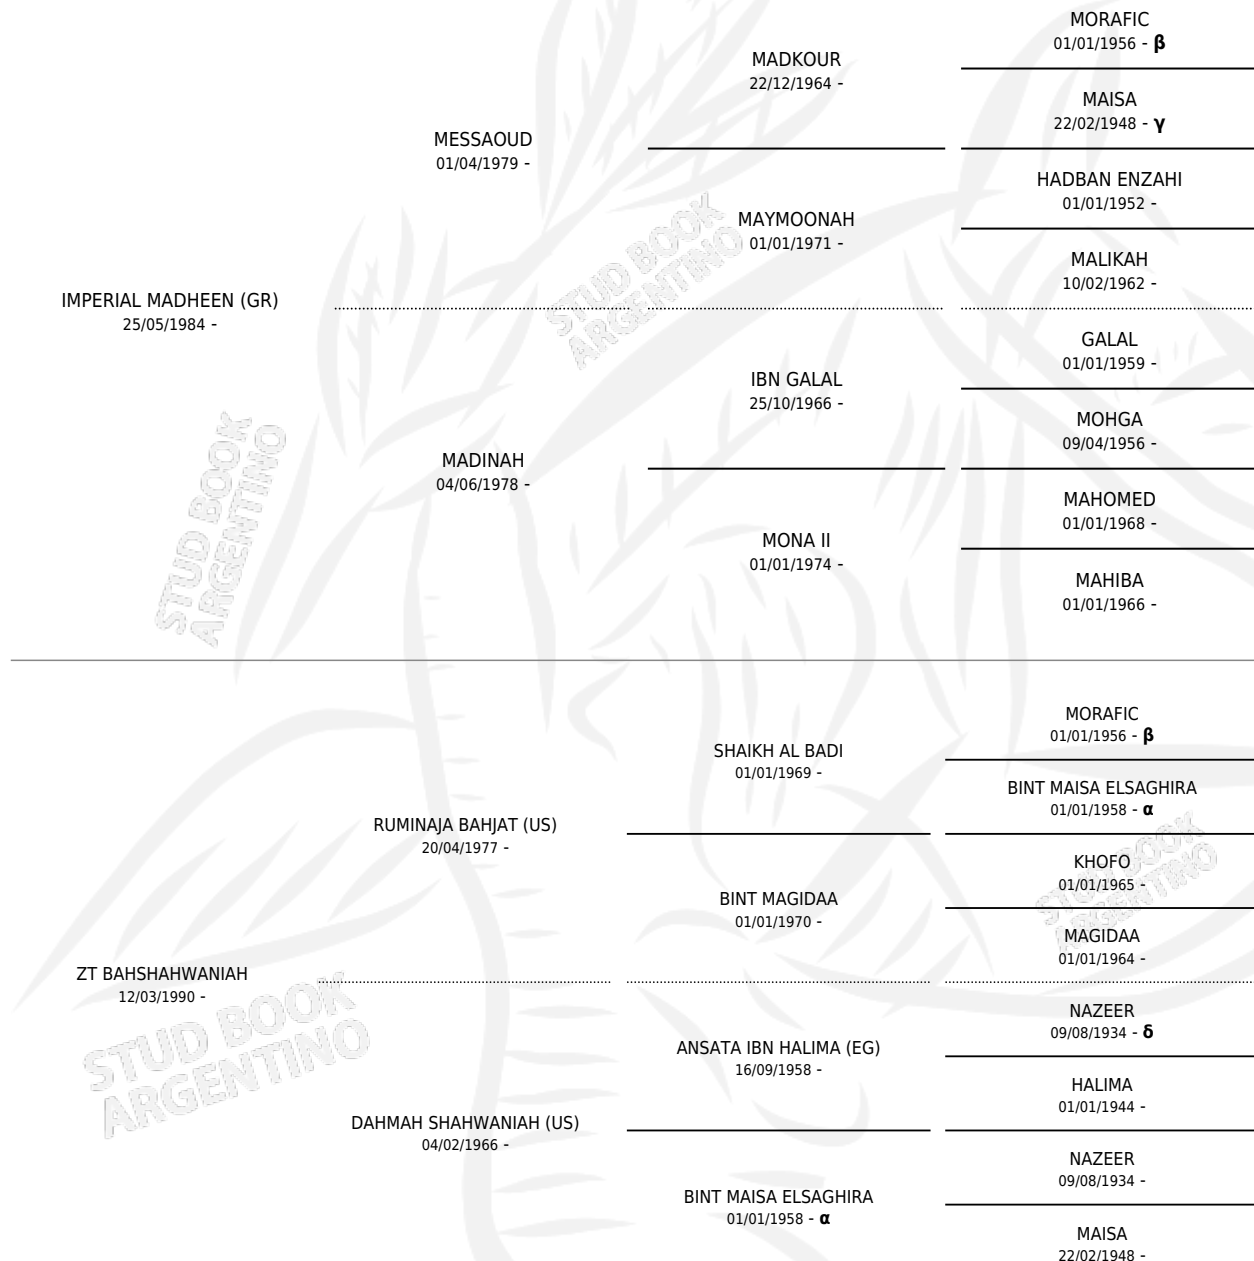 MORAFIC
01/01/1956 - β
MADKOUR
22/12/1964 -
MAISA
22/02/1948 - γ
MESSAOUD
01/04/1979 -
HADBAN ENZAHI
01/01/1952 -
MAYMOONAH
01/01/1971 -
MALIKAH
10/02/1962 -
IMPERIAL MADHEEN (GR)
25/05/1984 -
GALAL
01/01/1959 -
IBN GALAL
25/10/1966 -
MOHGA
09/04/1956 -
MADINAH
04/06/1978 -
MAHOMED
01/01/1968 -
MONA II
01/01/1974 -
MAHIBA
01/01/1966 -
MORAFIC
01/01/1956 - β
SHAIKH AL BADI
01/01/1969 -
BINT MAISA ELSAGHIRA
01/01/1958 - α
RUMINAJA BAHJAT (US)
20/04/1977 -
KHOFO
01/01/1965 -
BINT MAGIDAA
01/01/1970 -
MAGIDAA
01/01/1964 -
ZT BAHSHAHWANIAH
12/03/1990 -
NAZEER
09/08/1934 - δ
ANSATA IBN HALIMA (EG)
16/09/1958 -
HALIMA
01/01/1944 -
DAHMAH SHAHWANIAH (US)
04/02/1966 -
NAZEER
09/08/1934 -
BINT MAISA ELSAGHIRA
01/01/1958 - α
MAISA
22/02/1948 -
STUD BOOK
ARGENTINO
STUD BOOK
ARGENTINO
STUD BOOK
ARGENTINO
STUD BOOK
ARGENTINO